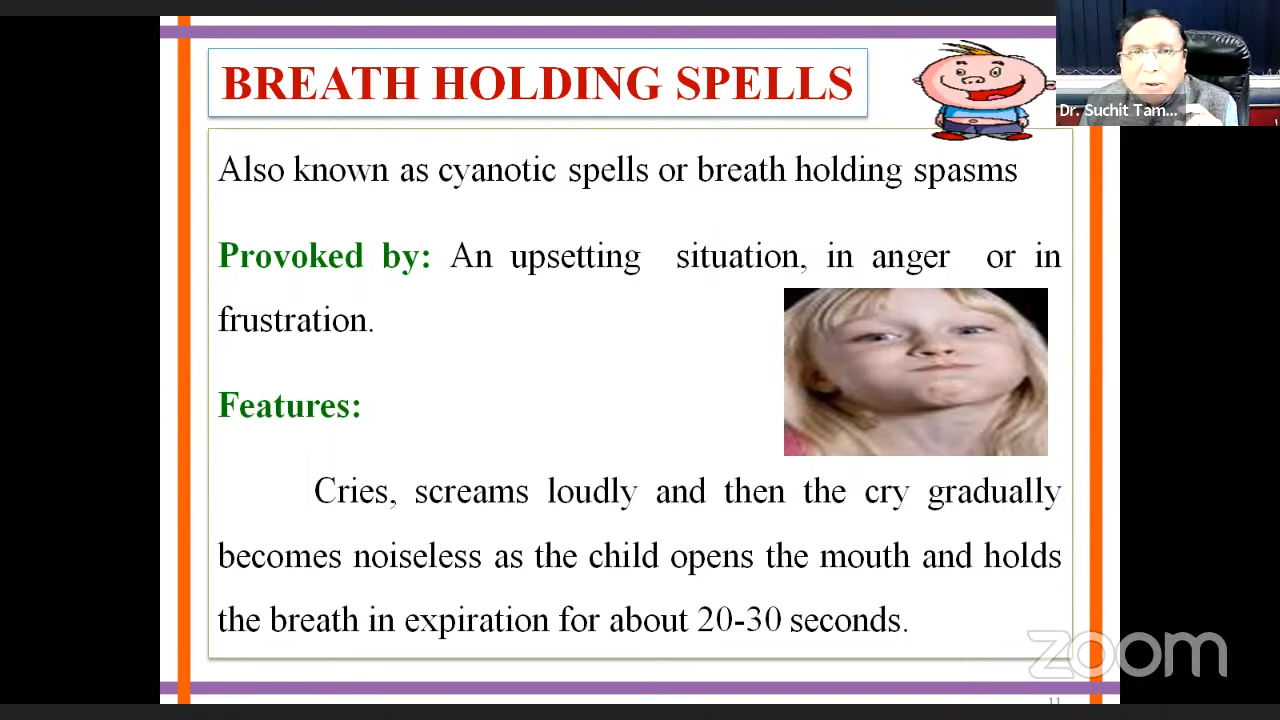 BREATH HOLDING SPELLS
Dr. Suchit Tam...
Also known as cyanotic spells or breath holding spasms
Provoked by: An upsetting situation, in anger or in
frustration.
Features:
Cries, screams loudly and then the cry gradually
becomes noiseless as the child opens the mouth and holds
the breath in expiration for about 20-30 seconds.
zoom
11